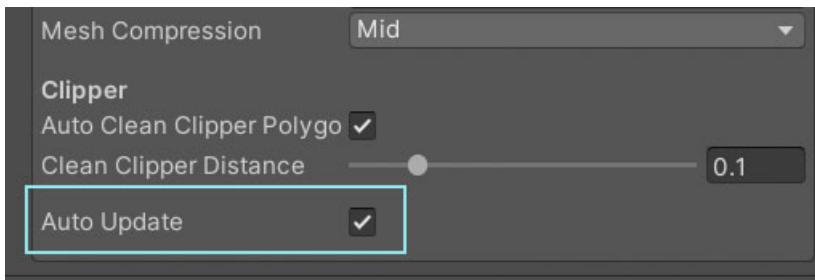 Mesh Compression Mid
Clipper
Auto Clean Clipper Polygo
Clean Clipper Distance 0.1
Auto Update